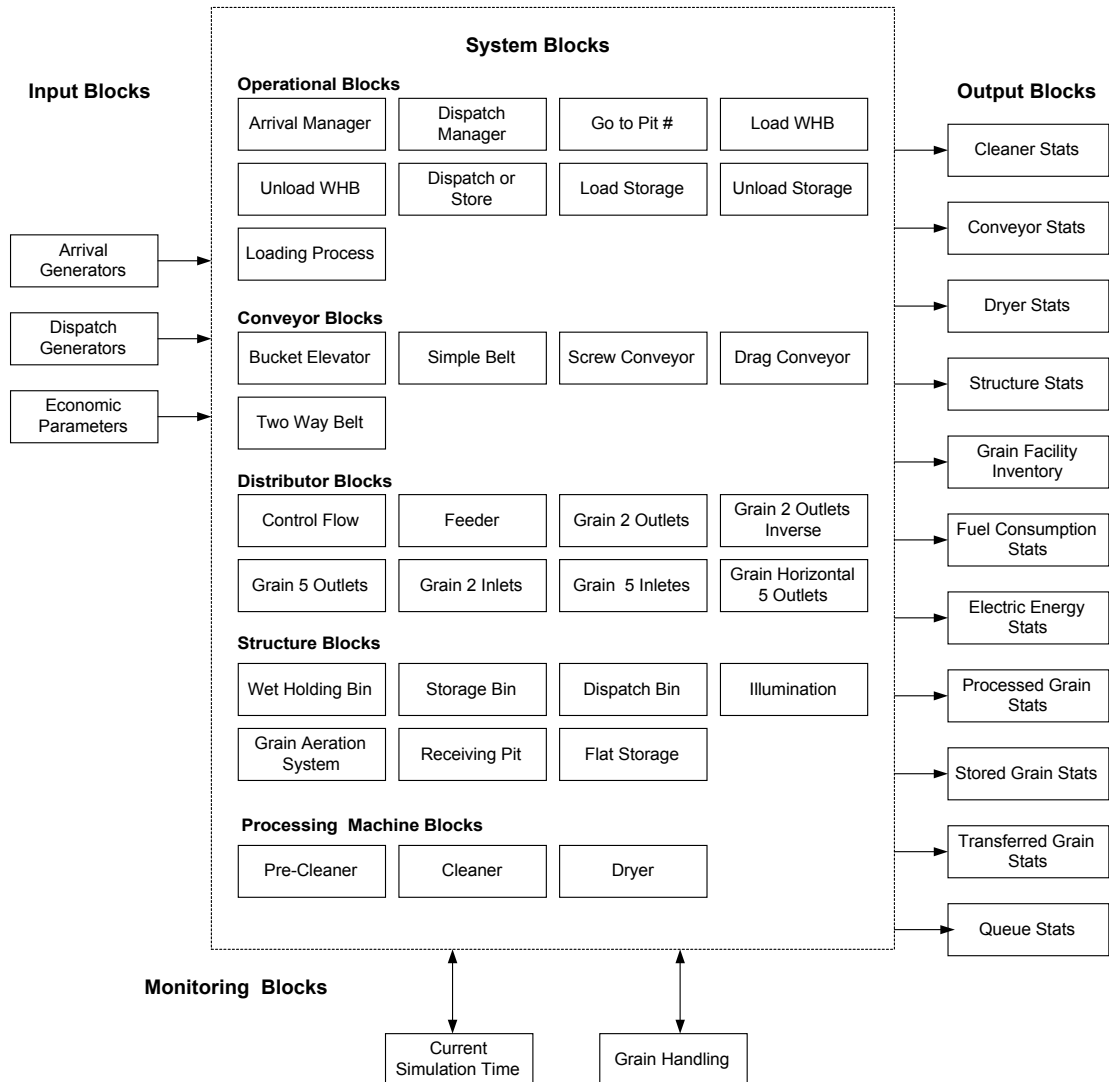 System Blocks
Input Blocks
Output Blocks
Operational Blocks
Arrival Manager
Dispatch
Manager
Go to Pit #
Load WHB
Unload WHB
Dispatch or
Store
Load Storage
Unload Storage
Loading Process
Arrival
Generators
Dispatch
Generators
Economic
Parameters
Conveyor Blocks
Bucket Elevator
Simple Belt
Screw Conveyor
Drag Conveyor
Two Way Belt
Distributor Blocks
Control Flow
Feeder
Grain 2 Outlets
Grain 2 Outlets
Inverse
Grain 5 Outlets
Grain 2 Inlets
Grain 5 Inletes
Grain Horizontal
5 Outlets
Structure Blocks
Wet Holding Bin
Storage Bin
Dispatch Bin
Illumination
Grain Aeration
System
Receiving Pit
Flat Storage
Processing Machine Blocks
Pre-Cleaner
Cleaner
Dryer
Cleaner Stats
Conveyor Stats
Dryer Stats
Structure Stats
Grain Facility
Inventory
Fuel Consumption
Stats
Electric Energy
Stats
Processed Grain
Stats
Stored Grain Stats
Transferred Grain
Stats
Queue Stats
Monitoring Blocks
Current
Simulation Time
Grain Handling